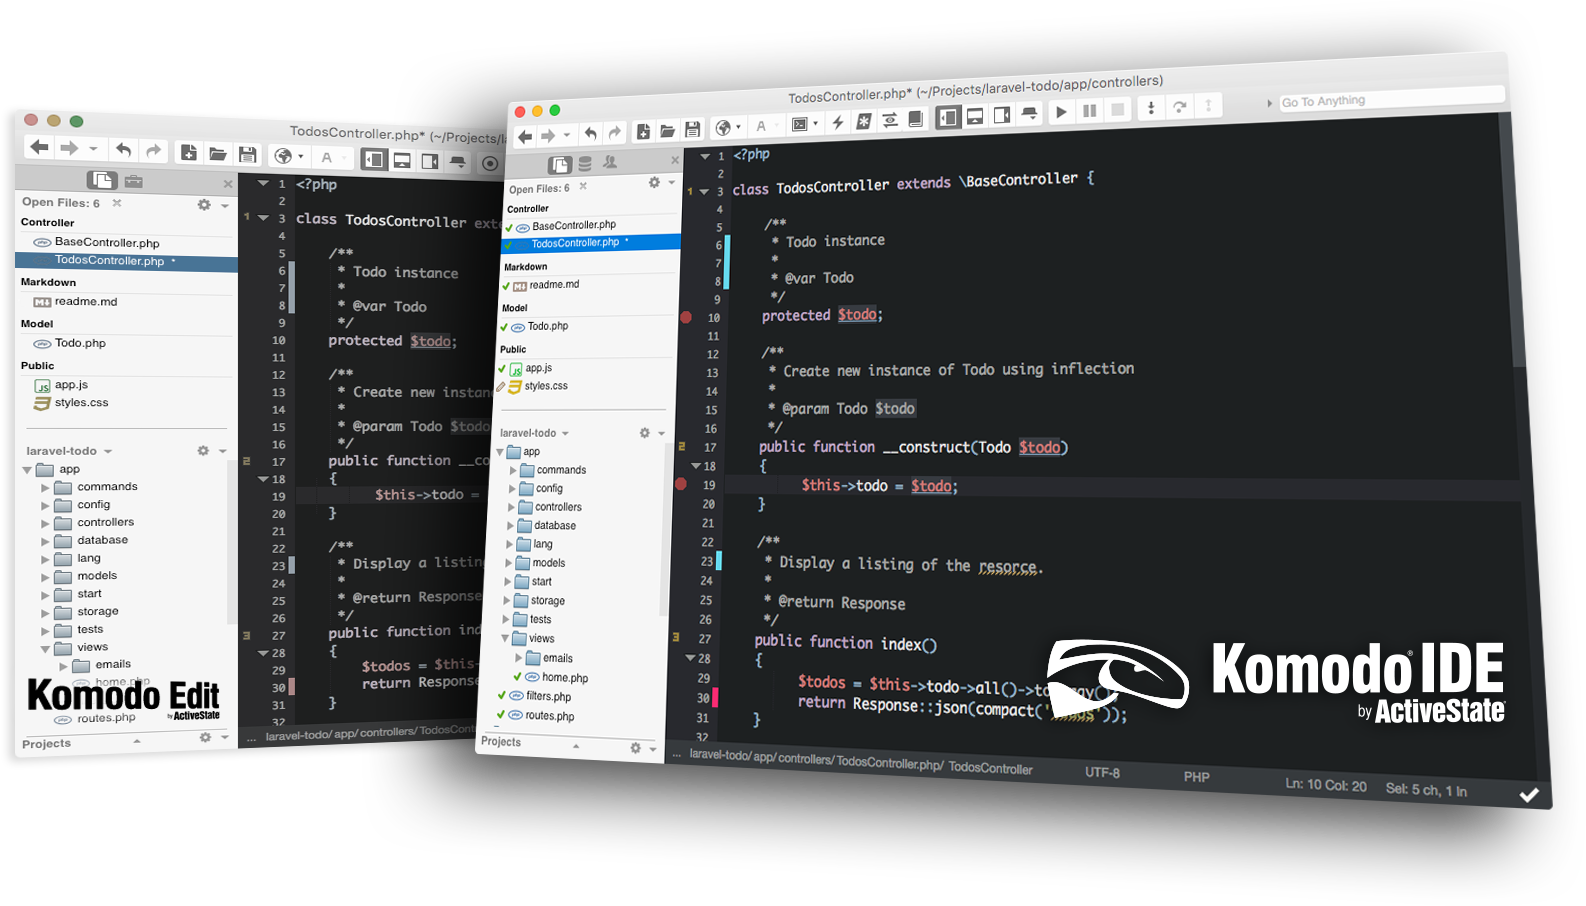 TodosController.php* (~/Projects/l
Open Files: 6
Controller
BaseController.php
TodosController.php *
Markdown
readme.md
Model
Todo.php
Public
app.js
styles.css
laravel-todo
app
commands
config
controllers
database
lang
models
start
storage
tests
views
emails
home.php
Komodo Edit
by ActiveState
routes.php
Projects
1 <?php
2
3 class TodosController exte
4
5 /**
6 * Todo instance
7 *
8 * @var Todo
9 */
10 protected $todo;
11
12 /**
13 * Create new instanc
14 *
15 * @param Todo $todo
16 */
17 public function __co
18 {
19 $this->todo =
20 }
21
22 /**
23 * Display a listing
24 *
25 * @return Response
26 */
27 public function ind
28 {
29 $todos = $this-
30 return Response
31 }
32
... laravel-todo/ app/ controllers/ TodosCon
TodosController.php* (~/Projects/laravel-todo/app/controllers)
Go To Anything
Open Files: 6
Controller
BaseController.php
TodosController.php *
Markdown
readme.md
Model
Todo.php
Public
app.js
styles.css
laravel-todo
app
commands
config
controllers
database
lang
models
start
storage
tests
views
emails
home.php
filters.php
routes.php
Projects
1 <?php
2
3 class TodosController extends \BaseController {
4
5 /**
6 * Todo instance
7 *
8 * @var Todo
9 */
10 protected $todo;
11
12 /**
13 * Create new instance of Todo using inflection
14 *
15 * @param Todo $todo
16 */
17 public function __construct(Todo $todo)
18 {
19 $this->todo = $todo;
20 }
21
22 /**
23 * Display a listing of the resorce.
24 *
25 * @return Response
26 */
27 public function index()
28 {
29 $todos = $this->todo->all()->to
30 return Response::json(compact('
31 }
32
Komodo® IDE
by ActiveState®
... laravel-todo/ app/ controllers/ TodosController.php/ TodosController
UTF-8
PHP
Ln: 10 Col: 20
Sel: 5 ch, 1 ln